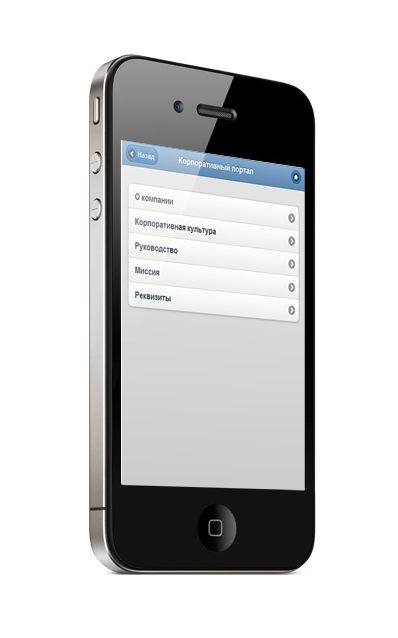 Назад
Корпоративный портал
О компании
Корпоративная культура
Руководство
Миссия
Реквизиты